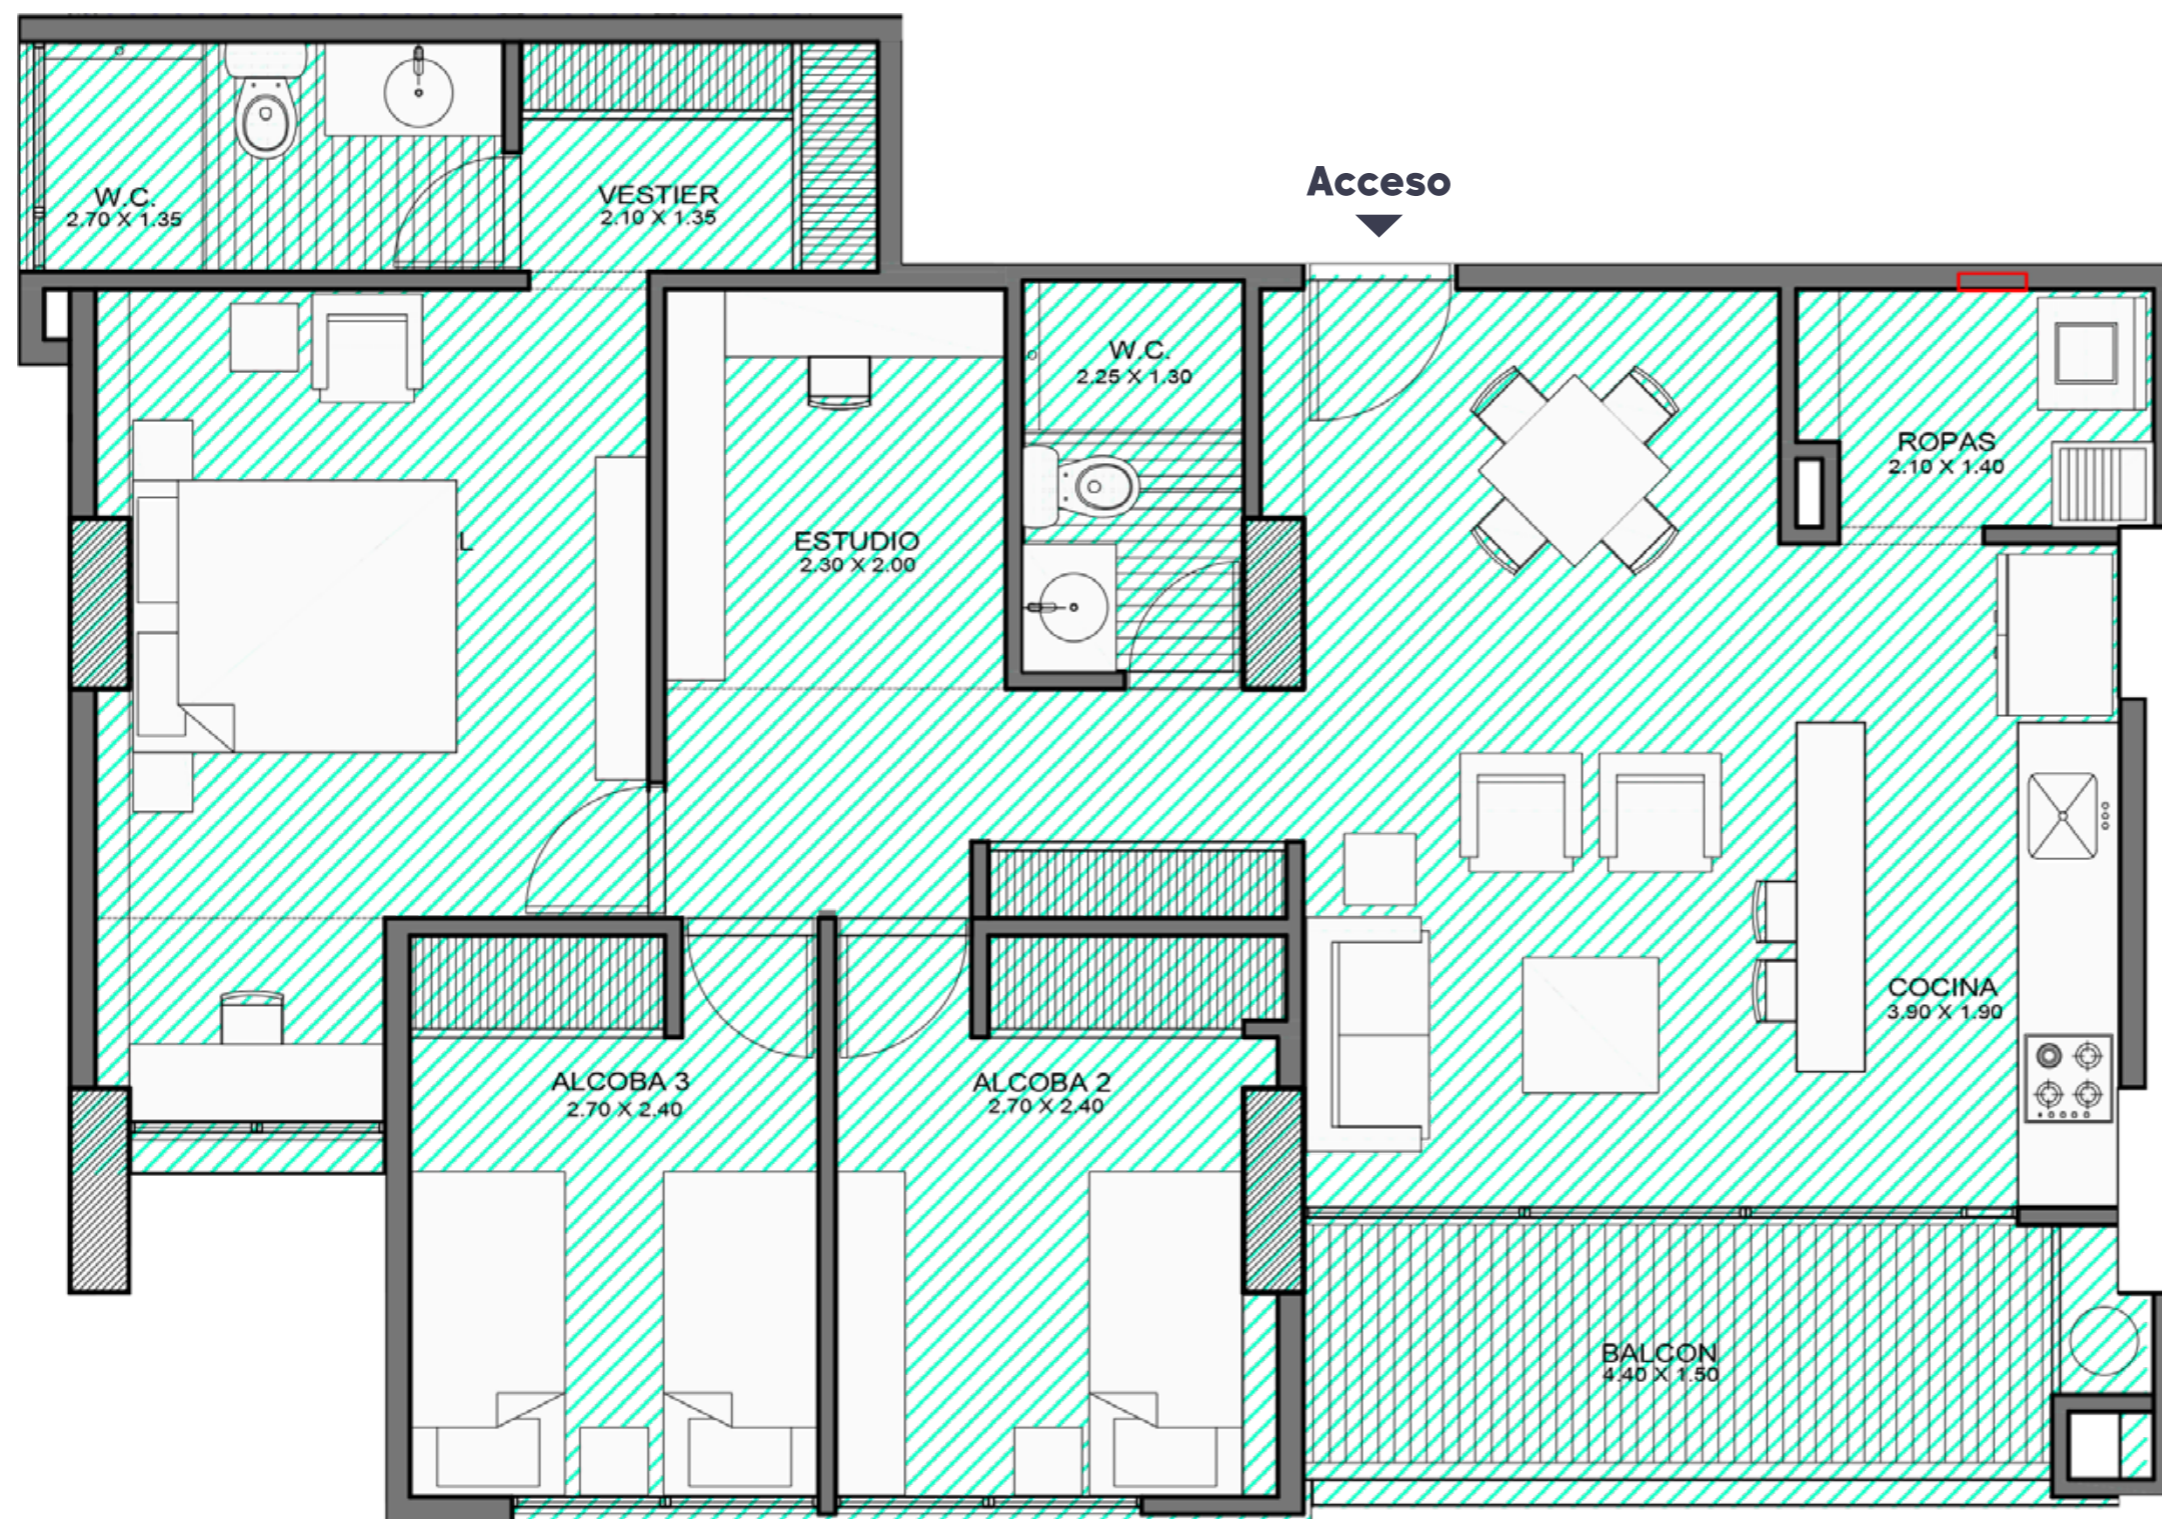 Acceso
W.C.
2.70 X 1.35
VESTIER
2.10 X 1.35
W.C.
2.25 X 1.30
ROPAS
2.10 X 1.40
L
ESTUDIO
2.30 X 2.00
COCINA
3.90 X 1.90
ALCOBA 3
2.70 X 2.40
ALCOBA 2
2.70 X 2.40
BALCON
4.40 X 1.50